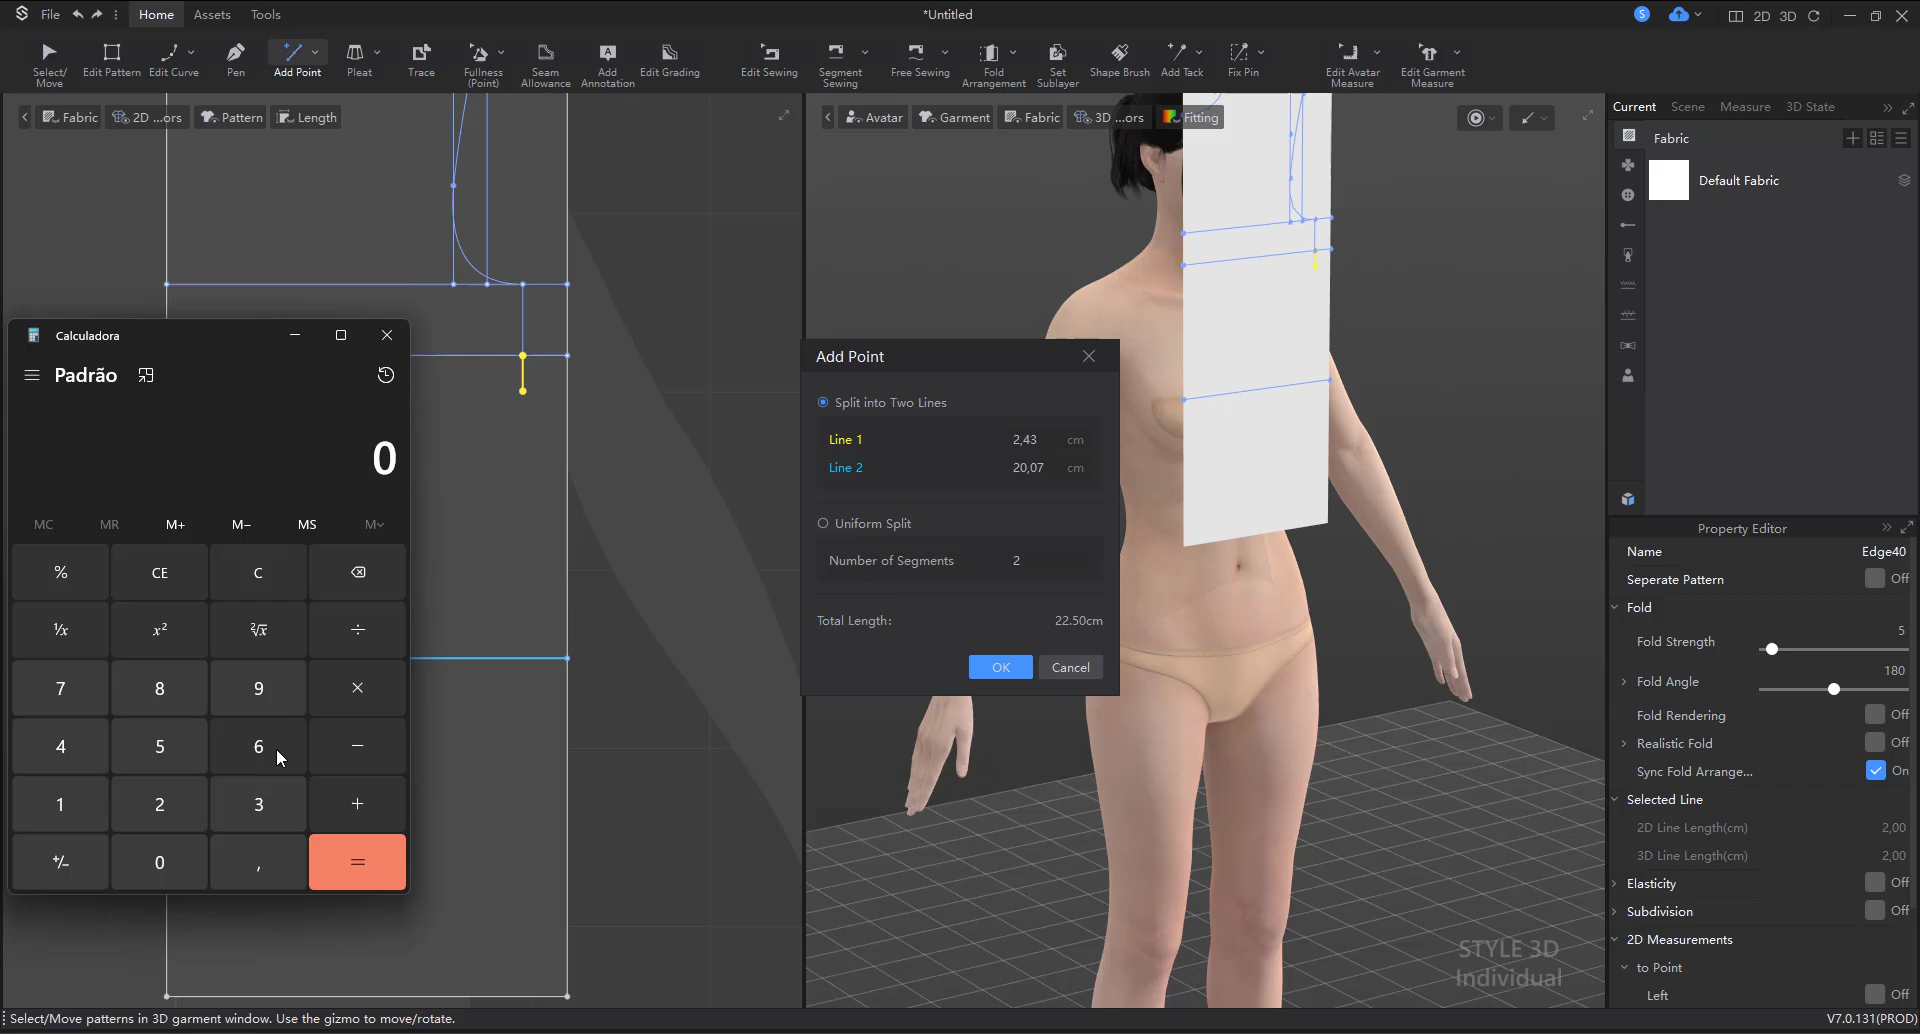 File
Home
Assets
Tools
*Untitled
S
2D
3D
Select/
Move
Edit Pattern
Edit Curve
Pen
Add Point
Pleat
Trace
Fullness
(Point)
Seam
Allowance
Add
Annotation
Edit Grading
Edit Sewing
Segment
Sewing
Free Sewing
Fold
Arrangement
Set
Sublayer
Shape Brush
Add Tack
Fix Pin
Edit Avatar
Measure
Edit Garment
Measure
Fabric
2D ...ors
Pattern
Length
Avatar
Garment
Fabric
3D ...ors
Fitting
Current
Scene
Measure
3D State
Fabric
Default Fabric
Calculadora
Padrão
0
MC
MR
M+
M−
MS
M
%
CE
C
⅟x
x²
²√x
÷
7
8
9
×
4
5
6
−
1
2
3
+
+/−
0
,
=
Add Point
Split into Two Lines
Line 1 2,43 cm
Line 2 20,07 cm
Uniform Split
Number of Segments 2
Total Length: 22.50cm
OK
Cancel
Property Editor
Name Edge40
Seperate Pattern Off
Fold
Fold Strength 5
Fold Angle 180
Fold Rendering Off
Realistic Fold Off
Sync Fold Arrange... On
Selected Line
2D Line Length(cm) 2,00
3D Line Length(cm) 2,00
Elasticity Off
Subdivision Off
2D Measurements
to Point
Left Off
STYLE 3D
Individual
Select/Move patterns in 3D garment window. Use the gizmo to move/rotate.
V7.0.131(PROD)